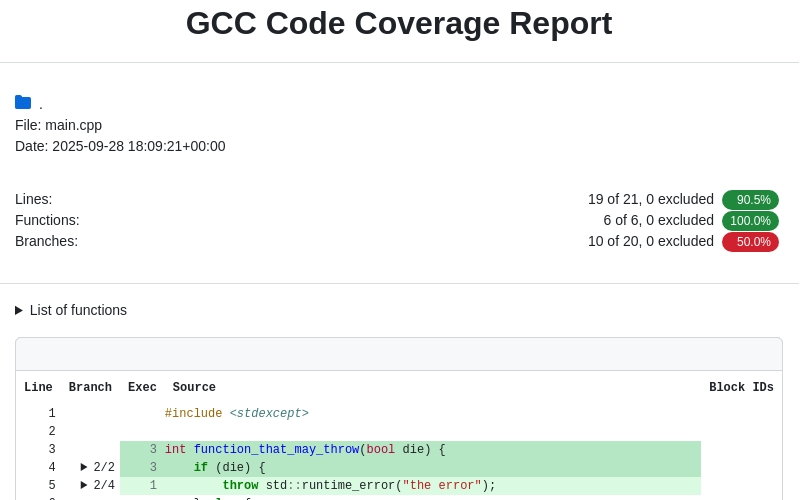 GCC Code Coverage Report
.
File: main.cpp
Date: 2025-09-28 18:09:21+00:00
Lines: 19 of 21, 0 excluded 90.5%
Functions: 6 of 6, 0 excluded 100.0%
Branches: 10 of 20, 0 excluded 50.0%
List of functions
Line Branch Exec Source Block IDs
1 #include <stdexcept>
2
3 3 int function_that_may_throw(bool die) {
4 2/2 3 if (die) {
5 2/4 1 throw std::runtime_error("the error");